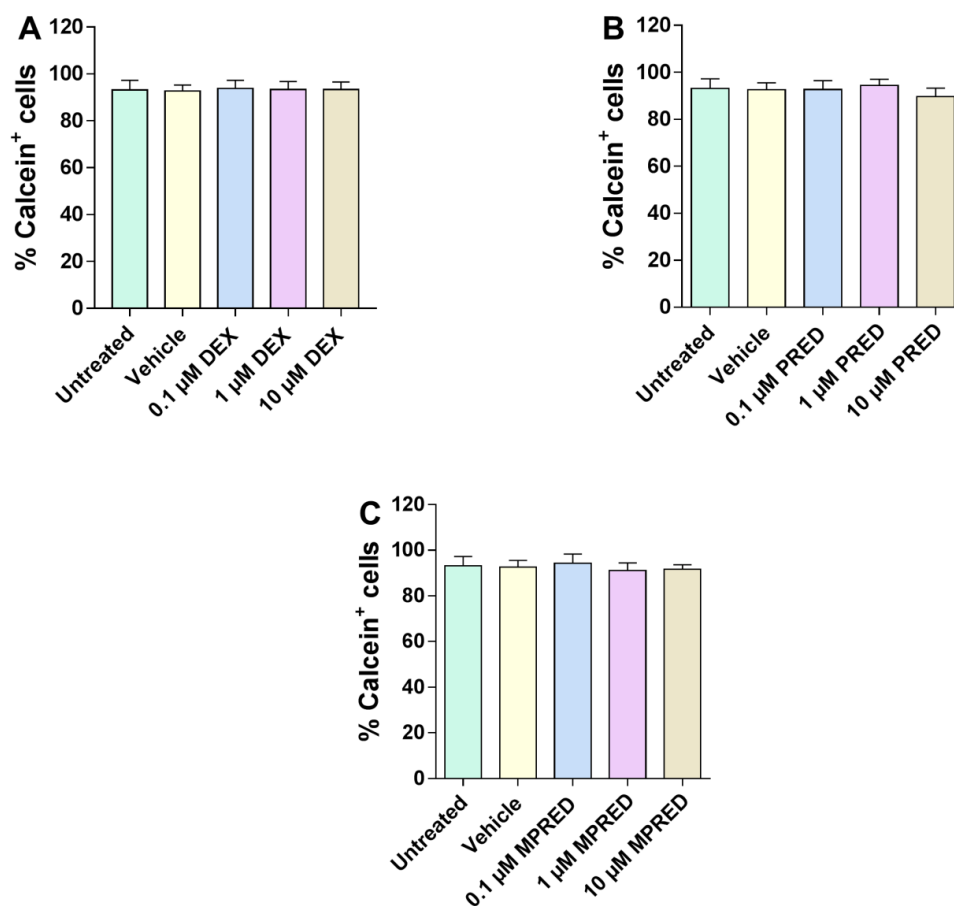 A
% Calcein⁺ cells
120
100
80
60
40
20
0
Untreated
Vehicle
0.1 µM DEX
1 µM DEX
10 µM DEX
B
% Calcein⁺ cells
120
100
80
60
40
20
0
Untreated
Vehicle
0.1 µM PRED
1 µM PRED
10 µM PRED
C
% Calcein⁺ cells
120
100
80
60
40
20
0
Untreated
Vehicle
0.1 µM MPRED
1 µM MPRED
10 µM MPRED